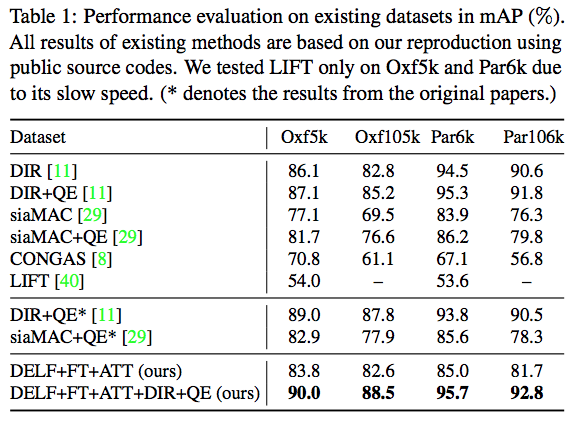 Table 1: Performance evaluation on existing datasets in mAP (%).
All results of existing methods are based on our reproduction using
public source codes. We tested LIFT only on Oxf5k and Par6k due
to its slow speed. (* denotes the results from the original papers.)
Dataset Oxf5k Oxf105k Par6k Par106k
DIR [11] 86.1 82.8 94.5 90.6
DIR+QE [11] 87.1 85.2 95.3 91.8
siaMAC [29] 77.1 69.5 83.9 76.3
siaMAC+QE [29] 81.7 76.6 86.2 79.8
CONGAS [8] 70.8 61.1 67.1 56.8
LIFT [40] 54.0 – 53.6 –
DIR+QE* [11] 89.0 87.8 93.8 90.5
siaMAC+QE* [29] 82.9 77.9 85.6 78.3
DELF+FT+ATT (ours) 83.8 82.6 85.0 81.7
DELF+FT+ATT+DIR+QE (ours) 90.0 88.5 95.7 92.8